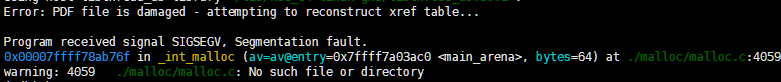 Error: PDF file is damaged - attempting to reconstruct xref table...
Program received signal SIGSEGV, Segmentation fault.
0x00007ffff78ab76f in _int_malloc (av=av@entry=0x7ffff7a03ac0 <main_arena>, bytes=64) at ./malloc/malloc.c:4059
warning: 4059 ./malloc/malloc.c: No such file or directory